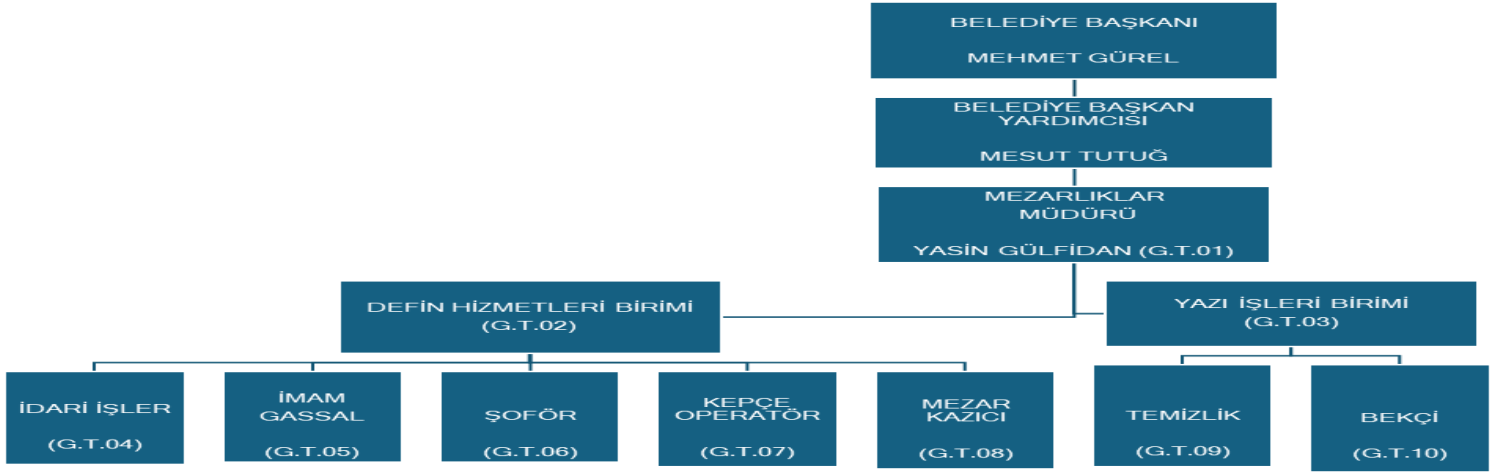 BELEDİYE BAŞKANI
MEHMET GÜREL
BELEDİYE BAŞKAN
YARDIMCISI
MESUT TUTUĞ
MEZARLIKLAR
MÜDÜRÜ
YASİN GÜLFİDAN (G.T.01)
DEFİN HİZMETLERİ BİRİMİ
(G.T.02)
YAZI İŞLERİ BİRİMİ
(G.T.03)
İDARİ İŞLER
(G.T.04)
İMAM
GASSAL
(G.T.05)
ŞOFÖR
(G.T.06)
KEPÇE
OPERATÖR
(G.T.07)
MEZAR
KAZICI
(G.T.08)
TEMİZLİK
(G.T.09)
BEKÇİ
(G.T.10)